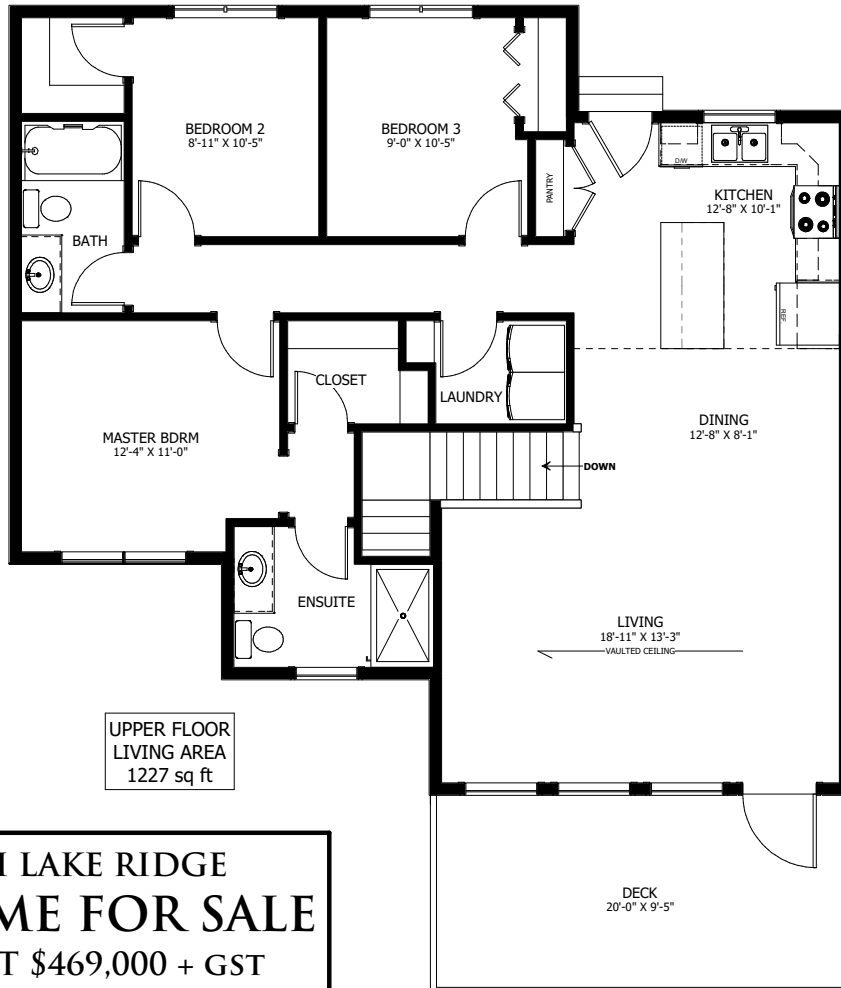 BEDROOM 2
8'-11" X 10'-5"
BEDROOM 3
9'-0" X 10'-5"
PANTRY
D/W
KITCHEN
12'-8" X 10'-1"
BATH
REF
CLOSET
LAUNDRY
MASTER BDRM
12'-4" X 11'-0"
DINING
12'-8" X 8'-1"
DOWN
ENSUITE
LIVING
18'-11" X 13'-3"
VAULTED CEILING
UPPER FLOOR
LIVING AREA
1227 sq ft
LAKE RIDGE
FOR SALE
$469,000 + GST
DECK
20'-0" X 9'-5"